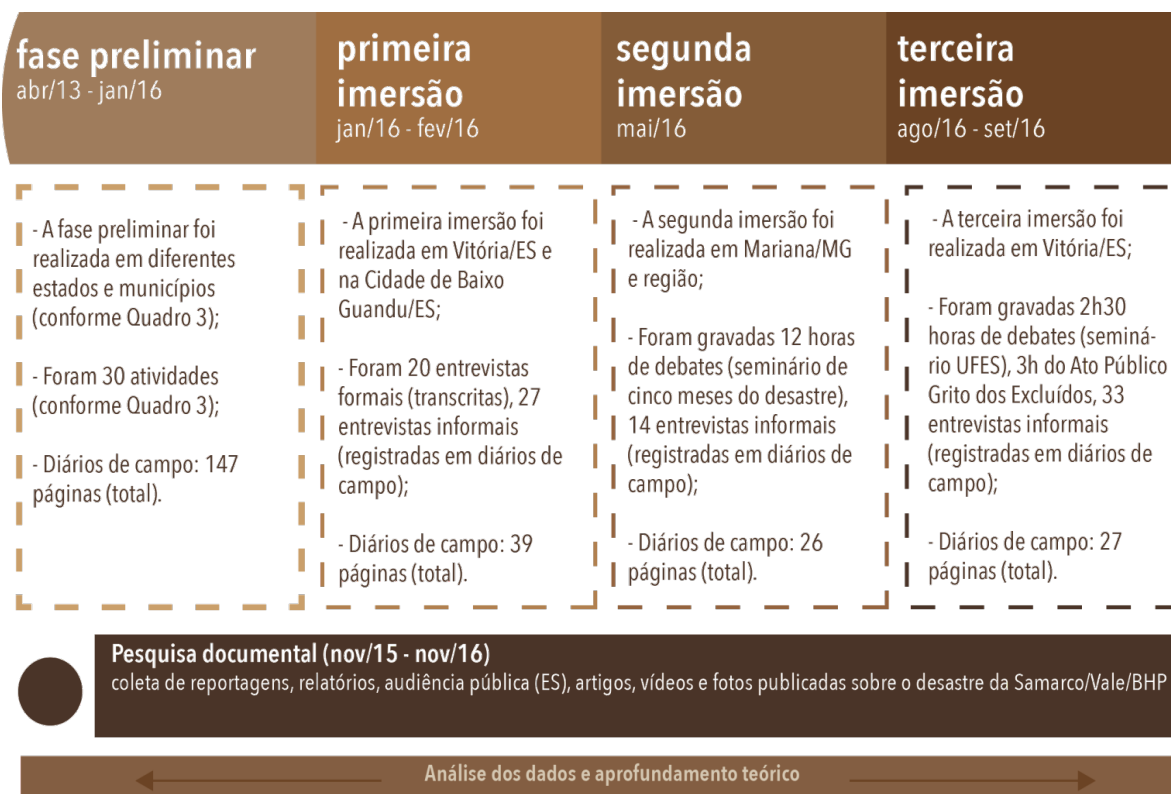 fase preliminar
abr/13 - jan/16
primeira
imersão
jan/16 - fev/16
segunda
imersão
mai/16
terceira
imersão
ago/16 - set/16
- A fase preliminar foi
realizada em diferentes
estados e municípios
(conforme Quadro 3);
- Foram 30 atividades
(conforme Quadro 3);
- Diários de campo: 147
páginas (total).
- A primeira imersão foi
realizada em Vitória/ES e
na Cidade de Baixo
Guandu/ES;
- Foram 20 entrevistas
formais (transcritas), 27
entrevistas informais
(registradas em diários de
campo);
- Diários de campo: 39
páginas (total).
- A segunda imersão foi
realizada em Mariana/MG
e região;
- Foram gravadas 12 horas
de debates (seminário de
cinco meses do desastre),
14 entrevistas informais
(registradas em diários de
campo);
- Diários de campo: 26
páginas (total).
- A terceira imersão foi
realizada em Vitória/ES;
- Foram gravadas 2h30
horas de debates (seminá-
rio UFES), 3h do Ato Público
Grito dos Excluídos, 33
entrevistas informais
(registradas em diários de
campo);
- Diários de campo: 27
páginas (total).
Pesquisa documental (nov/15 - nov/16)
coleta de reportagens, relatórios, audiência pública (ES), artigos, vídeos e fotos publicadas sobre o desastre da Samarco/Vale/BHP
Análise dos dados e aprofundamento teórico